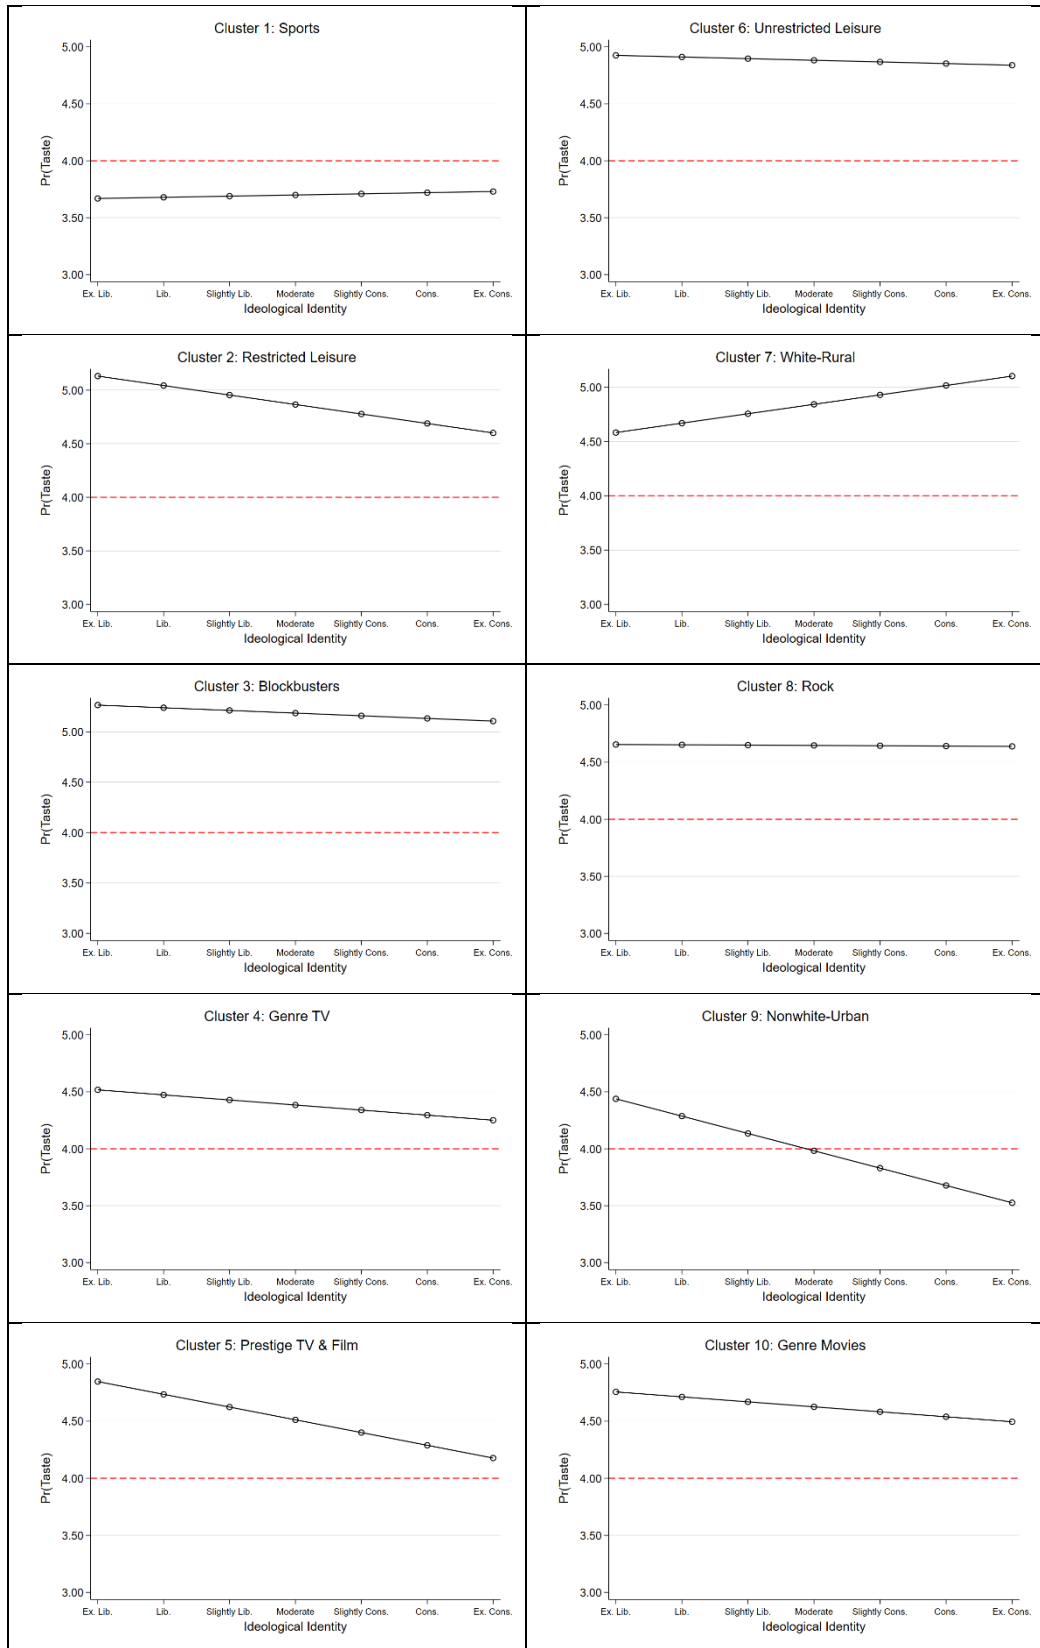 Cluster 1: Sports
5.00
4.50
4.00
3.50
3.00
Pr(Taste)
Ex. Lib. Lib. Slightly Lib. Moderate Slightly Cons. Cons. Ex. Cons.
Ideological Identity
Cluster 6: Unrestricted Leisure
5.00
4.50
4.00
3.50
3.00
Pr(Taste)
Ex. Lib. Lib. Slightly Lib. Moderate Slightly Cons. Cons. Ex. Cons.
Ideological Identity
Cluster 2: Restricted Leisure
5.00
4.50
4.00
3.50
3.00
Pr(Taste)
Ex. Lib. Lib. Slightly Lib. Moderate Slightly Cons. Cons. Ex. Cons.
Ideological Identity
Cluster 7: White-Rural
5.00
4.50
4.00
3.50
3.00
Pr(Taste)
Ex. Lib. Lib. Slightly Lib. Moderate Slightly Cons. Cons. Ex. Cons.
Ideological Identity
Cluster 3: Blockbusters
5.00
4.50
4.00
3.50
3.00
Pr(Taste)
Ex. Lib. Lib. Slightly Lib. Moderate Slightly Cons. Cons. Ex. Cons.
Ideological Identity
Cluster 8: Rock
5.00
4.50
4.00
3.50
3.00
Pr(Taste)
Ex. Lib. Lib. Slightly Lib. Moderate Slightly Cons. Cons. Ex. Cons.
Ideological Identity
Cluster 4: Genre TV
5.00
4.50
4.00
3.50
3.00
Pr(Taste)
Ex. Lib. Lib. Slightly Lib. Moderate Slightly Cons. Cons. Ex. Cons.
Ideological Identity
Cluster 9: Nonwhite-Urban
5.00
4.50
4.00
3.50
3.00
Pr(Taste)
Ex. Lib. Lib. Slightly Lib. Moderate Slightly Cons. Cons. Ex. Cons.
Ideological Identity
Cluster 5: Prestige TV & Film
5.00
4.50
4.00
3.50
3.00
Pr(Taste)
Ex. Lib. Lib. Slightly Lib. Moderate Slightly Cons. Cons. Ex. Cons.
Ideological Identity
Cluster 10: Genre Movies
5.00
4.50
4.00
3.50
3.00
Pr(Taste)
Ex. Lib. Lib. Slightly Lib. Moderate Slightly Cons. Cons. Ex. Cons.
Ideological Identity